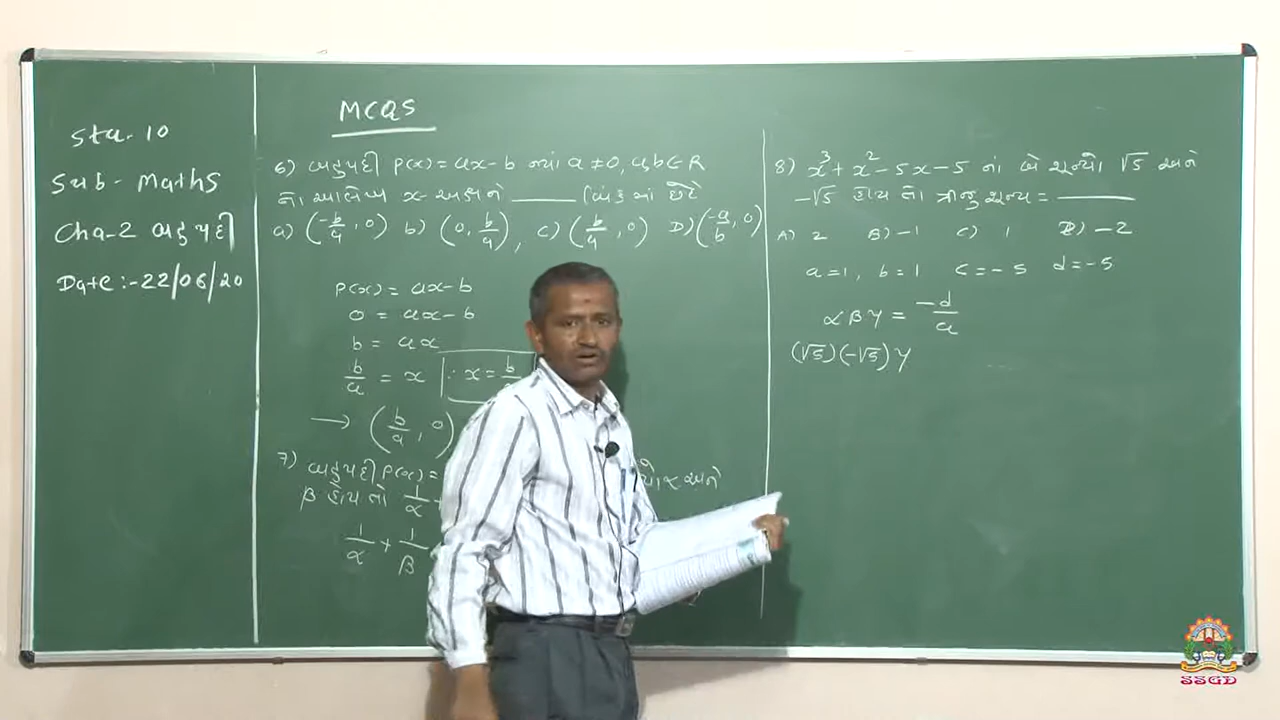 Std. 10
Sub- Maths
Cha-2 બહુપદી
Date :- 22/06/20
MCQS
6) બહુપદી P(x) = ax - b જ્યાં a ≠ 0, a,b ∈ R
નો આલેખ x-અક્ષને ______ બિંદુમાં છેદે
a) (-b/a, 0) b) (0, b/a), c) (b/a, 0) D) (-a/b, 0)
P(x) = ax - b
0 = ax - b
b = ax
b/a = x ∴ x = b
→ (b/a, 0)
7) બહુપદી P(x) = α અને
β હોય તો 1/α +
1/α + 1/β
8) x³ + x² - 5x - 5 નાં બે શૂન્યો √5 અને
-√5 હોય તો ત્રીજુ શૂન્ય = ______
A) 2 B) -1 C) 1 D) -2
a = 1, b = 1 c = -5 d = -5
αβγ = -d/a
(√5)(-√5)γ
SSGD